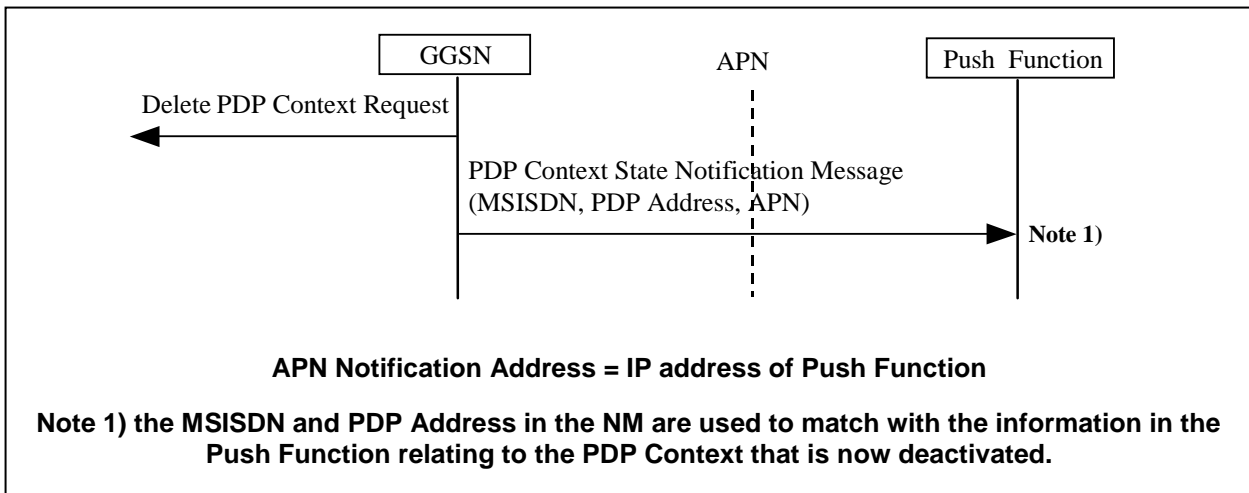 GGSN
APN
Push Function
Delete PDP Context Request
PDP Context State Notification Message
(MSISDN, PDP Address, APN)
Note 1)
APN Notification Address = IP address of Push Function
Note 1) the MSISDN and PDP Address in the NM are used to match with the information in the
Push Function relating to the PDP Context that is now deactivated.